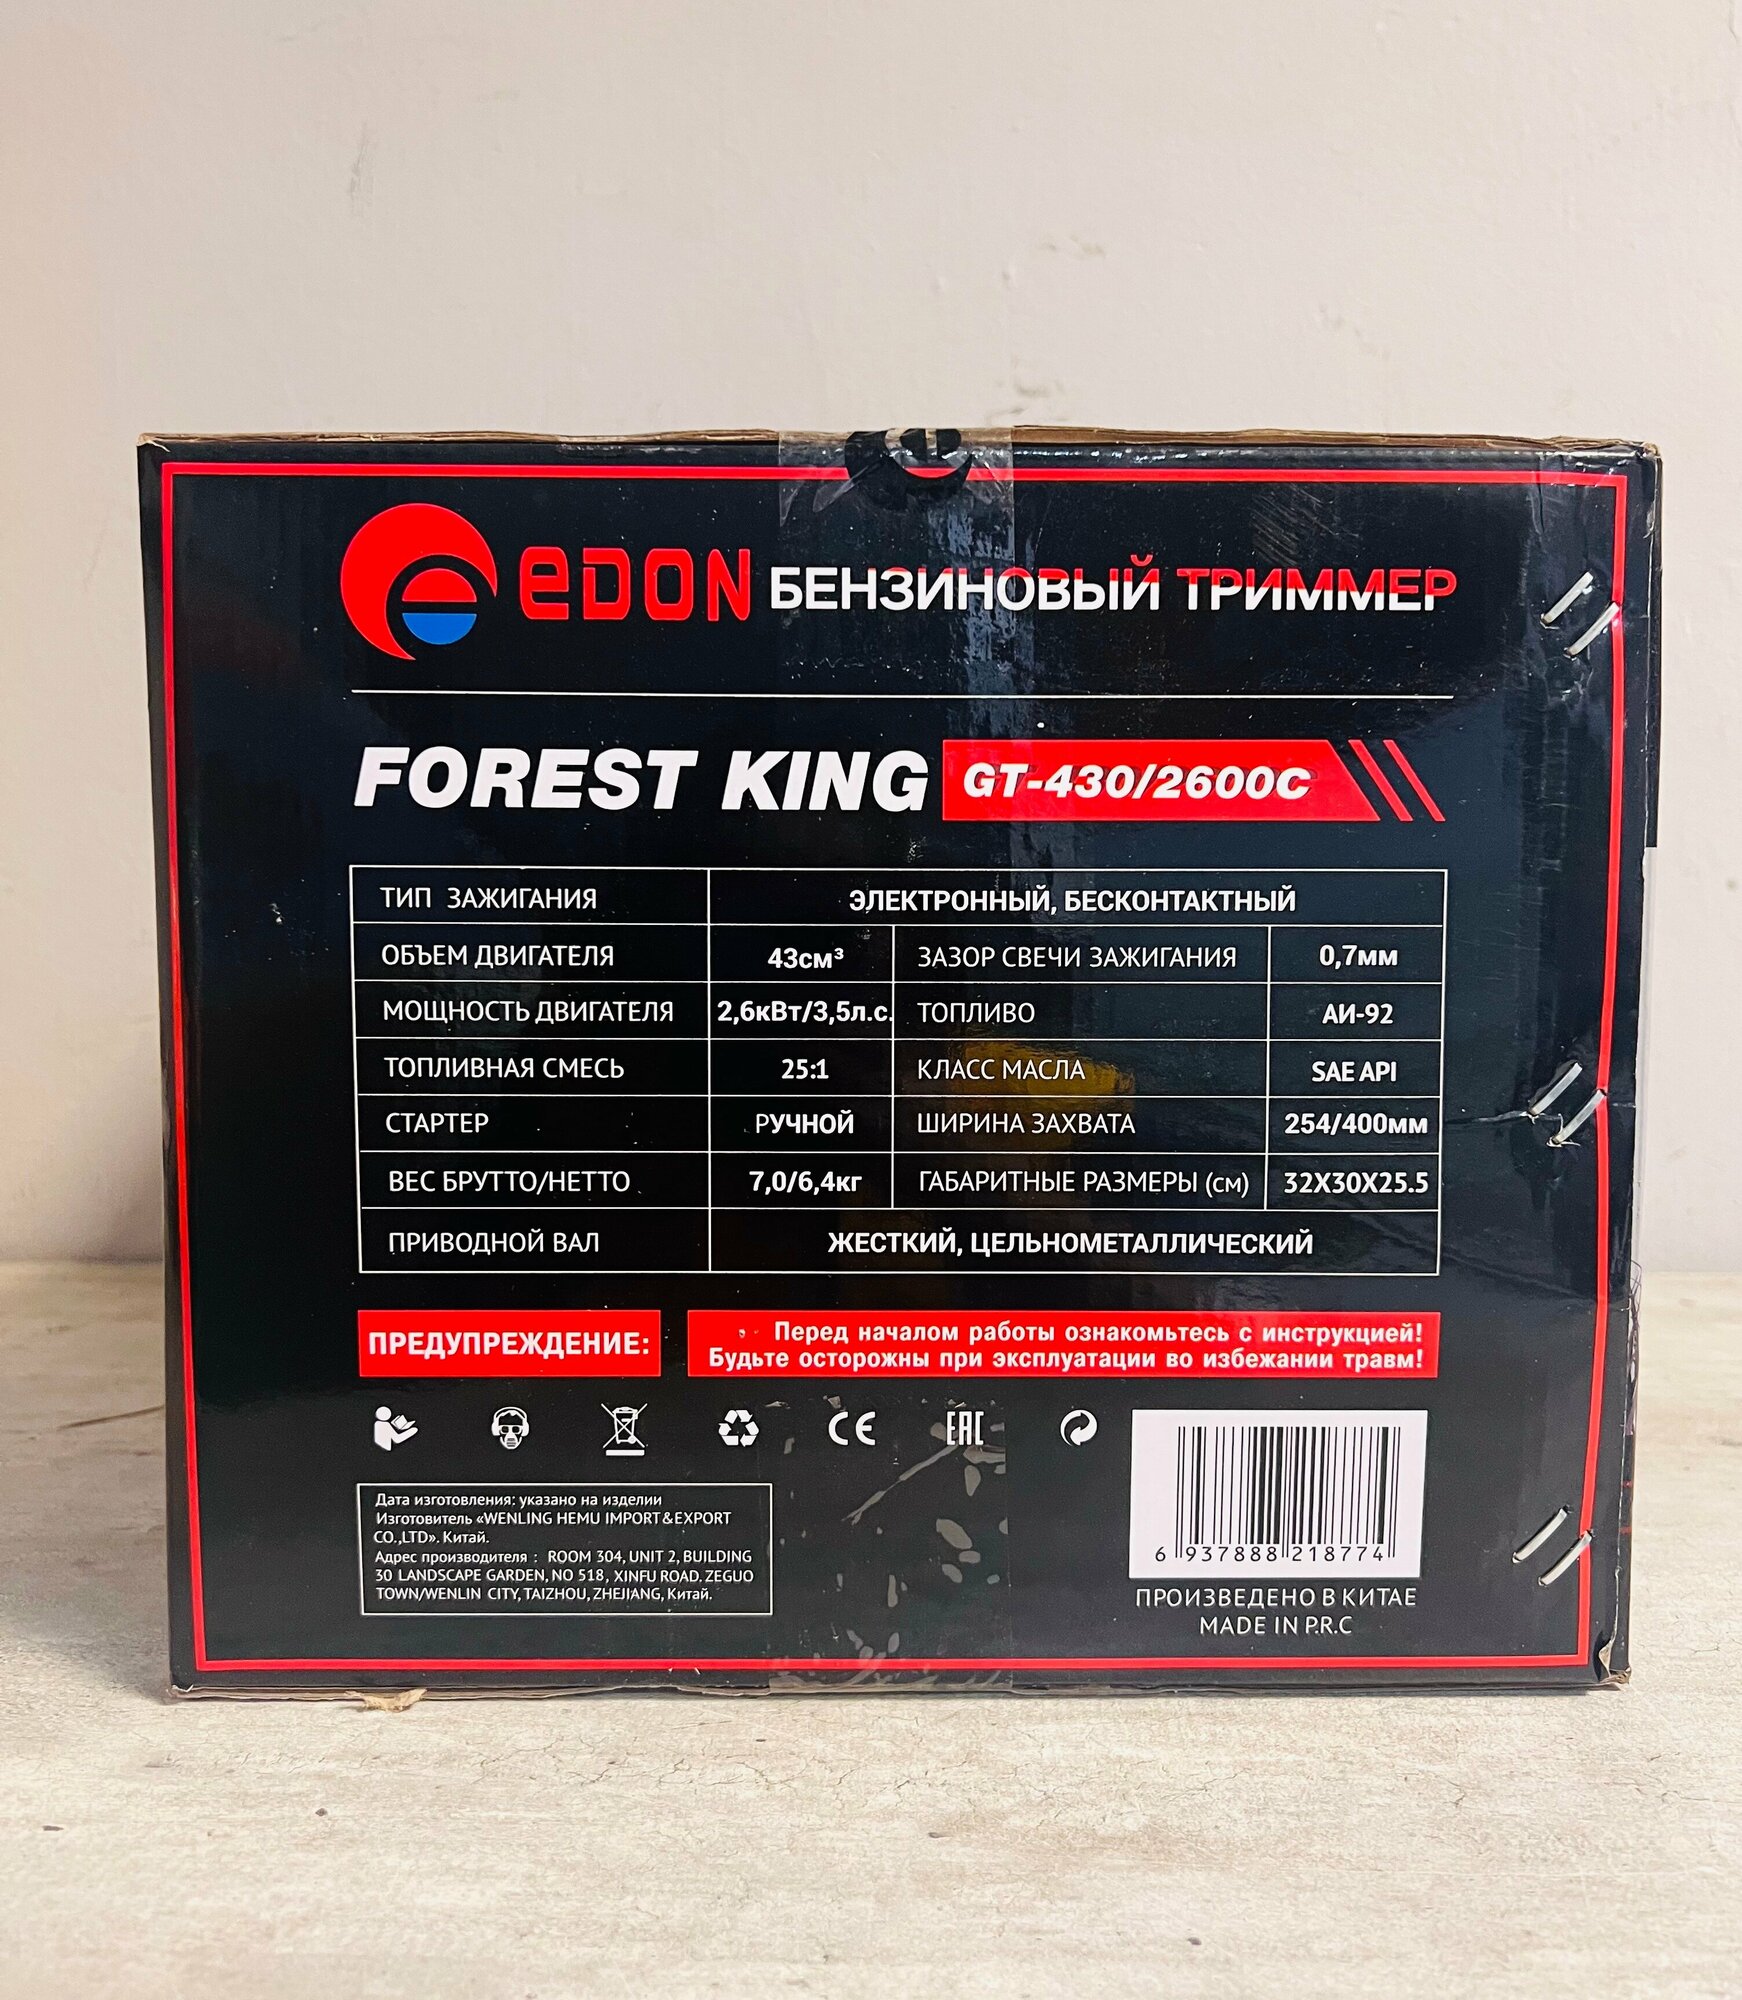 eDON БЕНЗИНОВЫЙ ТРИММЕР
FOREST KING GT-430/2600C
ТИП ЗАЖИГАНИЯ ЭЛЕКТРОННЫЙ, БЕСКОНТАКТНЫЙ
ОБЪЕМ ДВИГАТЕЛЯ 43см³ ЗАЗОР СВЕЧИ ЗАЖИГАНИЯ 0,7мм
МОЩНОСТЬ ДВИГАТЕЛЯ 2,6кВт/3,5л.с. ТОПЛИВО АИ-92
ТОПЛИВНАЯ СМЕСЬ 25:1 КЛАСС МАСЛА SAE API
СТАРТЕР РУЧНОЙ ШИРИНА ЗАХВАТА 254/400мм
ВЕС БРУТТО/НЕТТО 7,0/6,4кг ГАБАРИТНЫЕ РАЗМЕРЫ (см) 32X30X25.5
ПРИВОДНОЙ ВАЛ ЖЕСТКИЙ, ЦЕЛЬНОМЕТАЛЛИЧЕСКИЙ
ПРЕДУПРЕЖДЕНИЕ:
Перед началом работы ознакомьтесь с инструкцией!
Будьте осторожны при эксплуатации во избежании травм!
CE EAC
Дата изготовления: указано на изделии
Изготовитель «WENLING HEMU IMPORT&EXPORT
CO.,LTD». Китай.
Адрес производителя : ROOM 304, UNIT 2, BUILDING
30 LANDSCAPE GARDEN, NO 518, XINFU ROAD. ZEGUO
TOWN/WENLIN CITY, TAIZHOU, ZHEJIANG, Китай.
6 937888 218774
ПРОИЗВЕДЕНО В КИТАЕ
MADE IN P.R.C